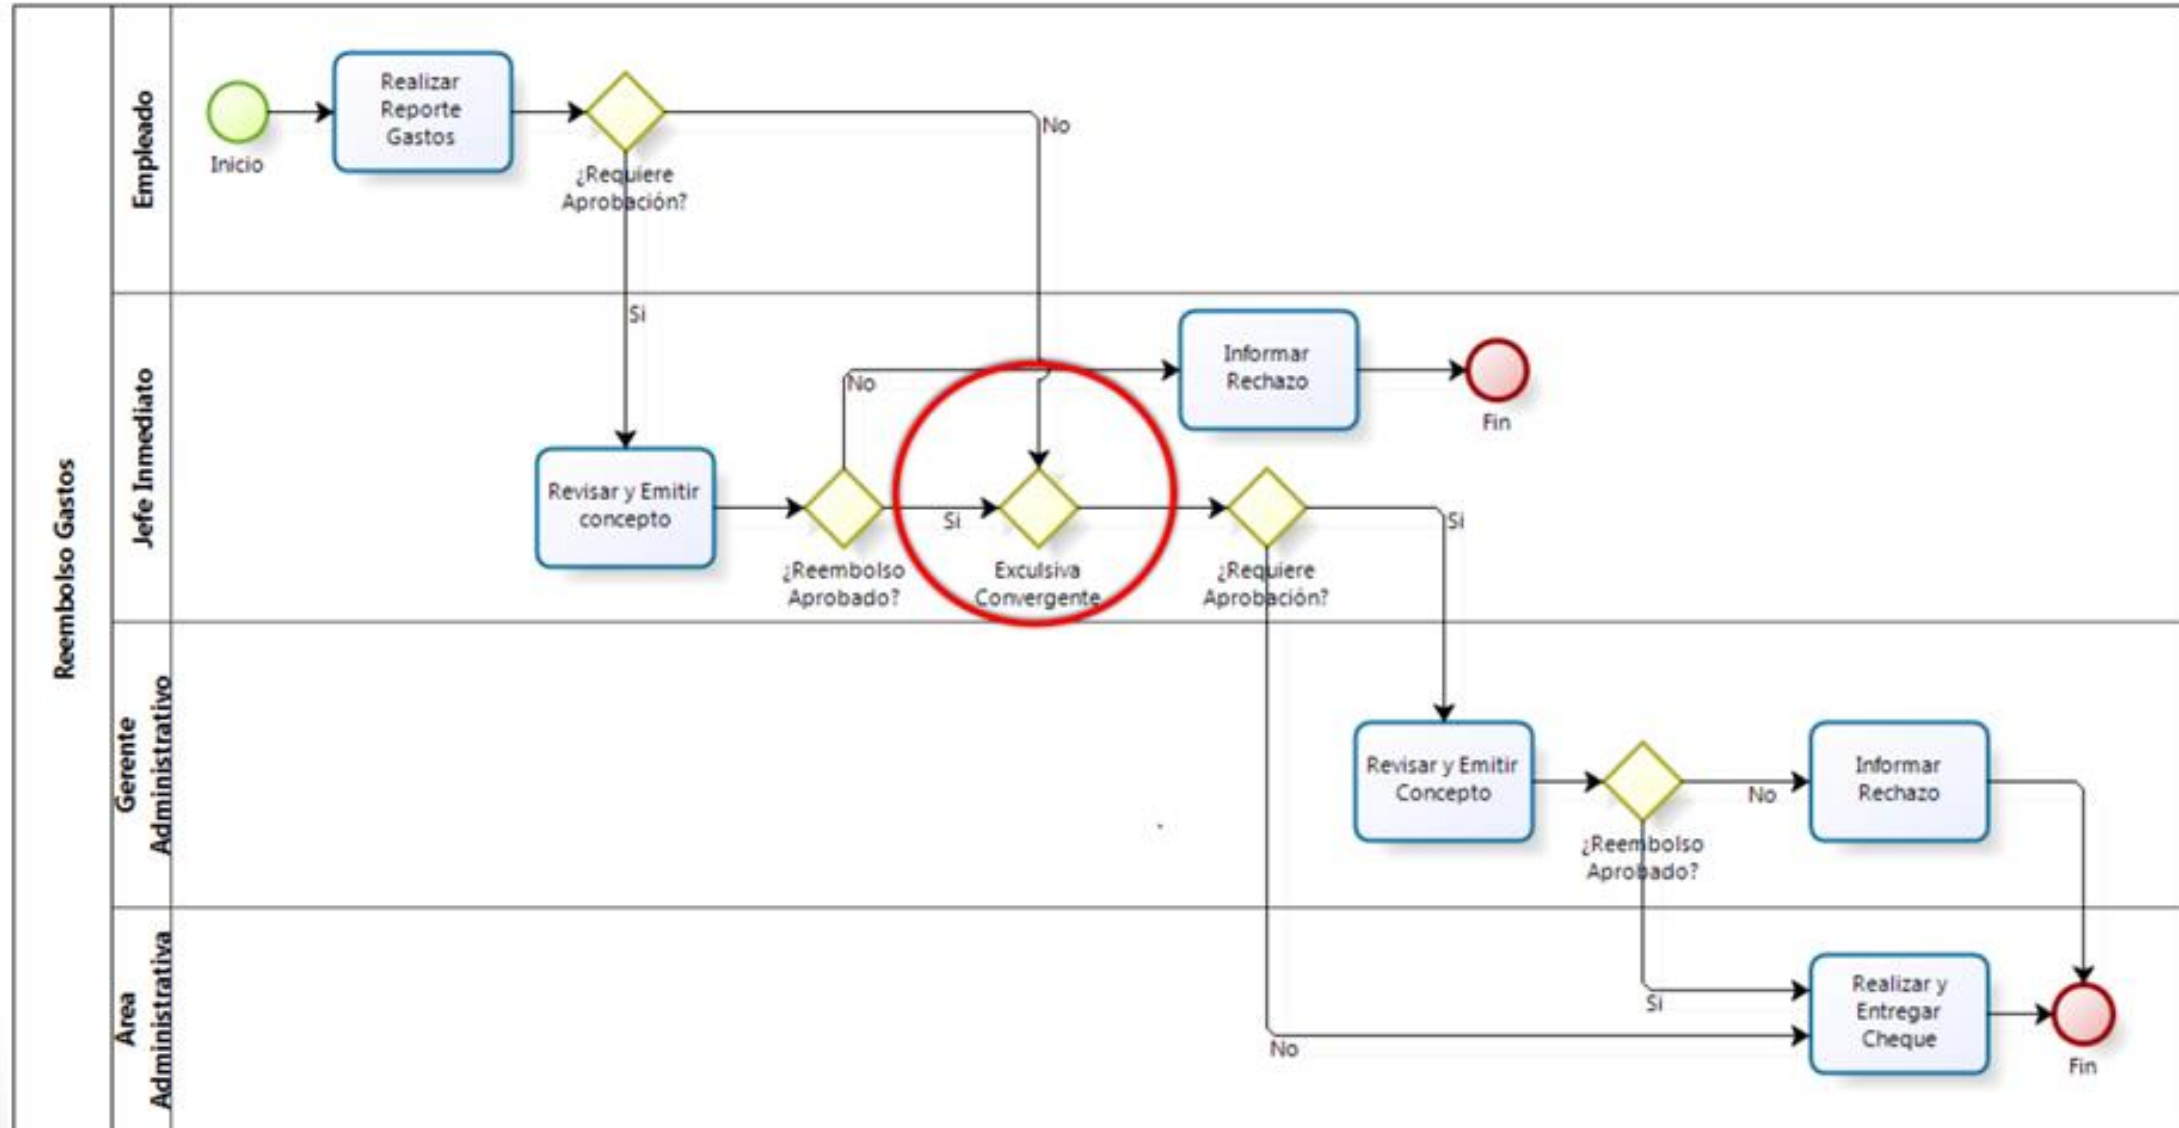 Reembolso Gastos
Empleado
Inicio
Realizar
Reporte
Gastos
¿Requiere
Aprobación?
No
Si
Jefe Inmediato
Revisar y Emitir
concepto
No
Si
¿Reembolso
Aprobado?
Exculsiva
Convergente
Informar
Rechazo
Fin
¿Requiere
Aprobación?
Si
No
Gerente
Administrativo
Revisar y Emitir
Concepto
¿Reembolso
Aprobado?
No
Si
Informar
Rechazo
Area
Administrativa
Realizar y
Entregar
Cheque
Fin